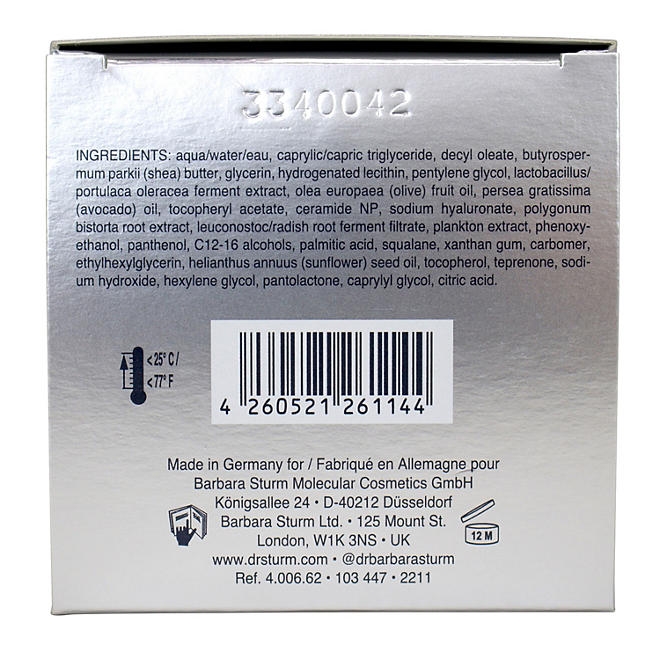 3340042
INGREDIENTS: aqua/water/eau, caprylic/capric triglyceride, decyl oleate, butyrosper-
mum parkii (shea) butter, glycerin, hydrogenated lecithin, pentylene glycol, lactobacillus/
portulaca oleracea ferment extract, olea europaea (olive) fruit oil, persea gratissima
(avocado) oil, tocopheryl acetate, ceramide NP, sodium hyaluronate, polygonum
bistorta root extract, leuconostoc/radish root ferment filtrate, plankton extract, phenoxy-
ethanol, panthenol, C12-16 alcohols, palmitic acid, squalane, xanthan gum, carbomer,
ethylhexylglycerin, helianthus annuus (sunflower) seed oil, tocopherol, teprenone, sodi-
um hydroxide, hexylene glycol, pantolactone, caprylyl glycol, citric acid.
< 25° C /
< 77° F
4 260521 261144
Made in Germany for / Fabriqué en Allemagne pour
Barbara Sturm Molecular Cosmetics GmbH
Königsallee 24 • D-40212 Düsseldorf
Barbara Sturm Ltd. • 125 Mount St.
London, W1K 3NS • UK
12 M
www.drsturm.com • @drbarbarasturm
Ref. 4.006.62 • 103 447 • 2211